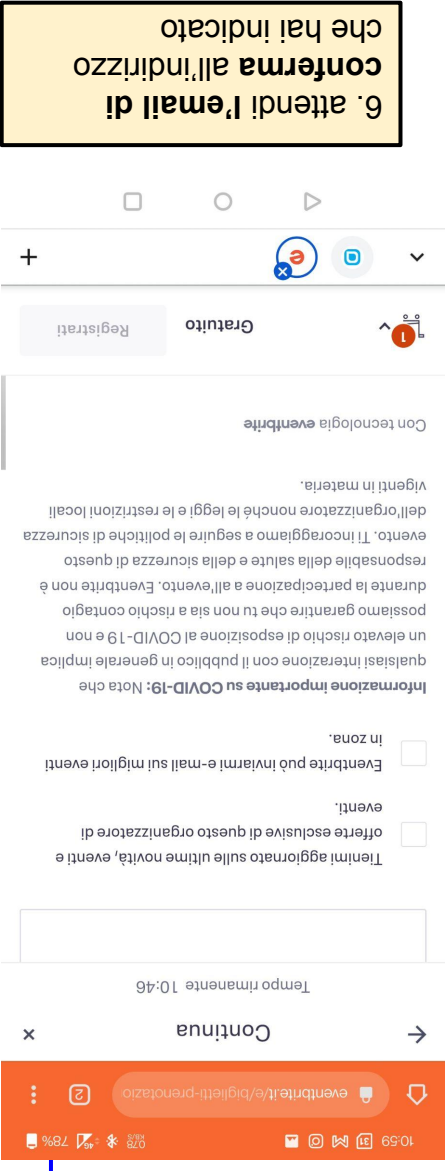 10:59
31
0.78
KB/S
4G+
78%
eventbrite.it/e/biglietti-prenotazio
2
Continua
Tempo rimanente 10:46
Tienimi aggiornato sulle ultime novità, eventi e
offerte esclusive di questo organizzatore di
eventi.
Eventbrite può inviarmi e-mail sui migliori eventi
in zona.
Informazione importante su COVID-19: Nota che
qualsiasi interazione con il pubblico in generale implica
un elevato rischio di esposizione al COVID-19 e non
possiamo garantire che tu non sia a rischio contagio
durante la partecipazione a all'evento. Eventbrite non è
responsabile della salute e della sicurezza di questo
evento. Ti incoraggiamo a seguire le politiche di sicurezza
dell'organizzatore nonché le leggi e le restrizioni locali
vigenti in materia.
Con tecnologia eventbrite
1
Gratuito
Registrati
e
6. attendi l'email di
conferma all'indirizzo
che hai indicato